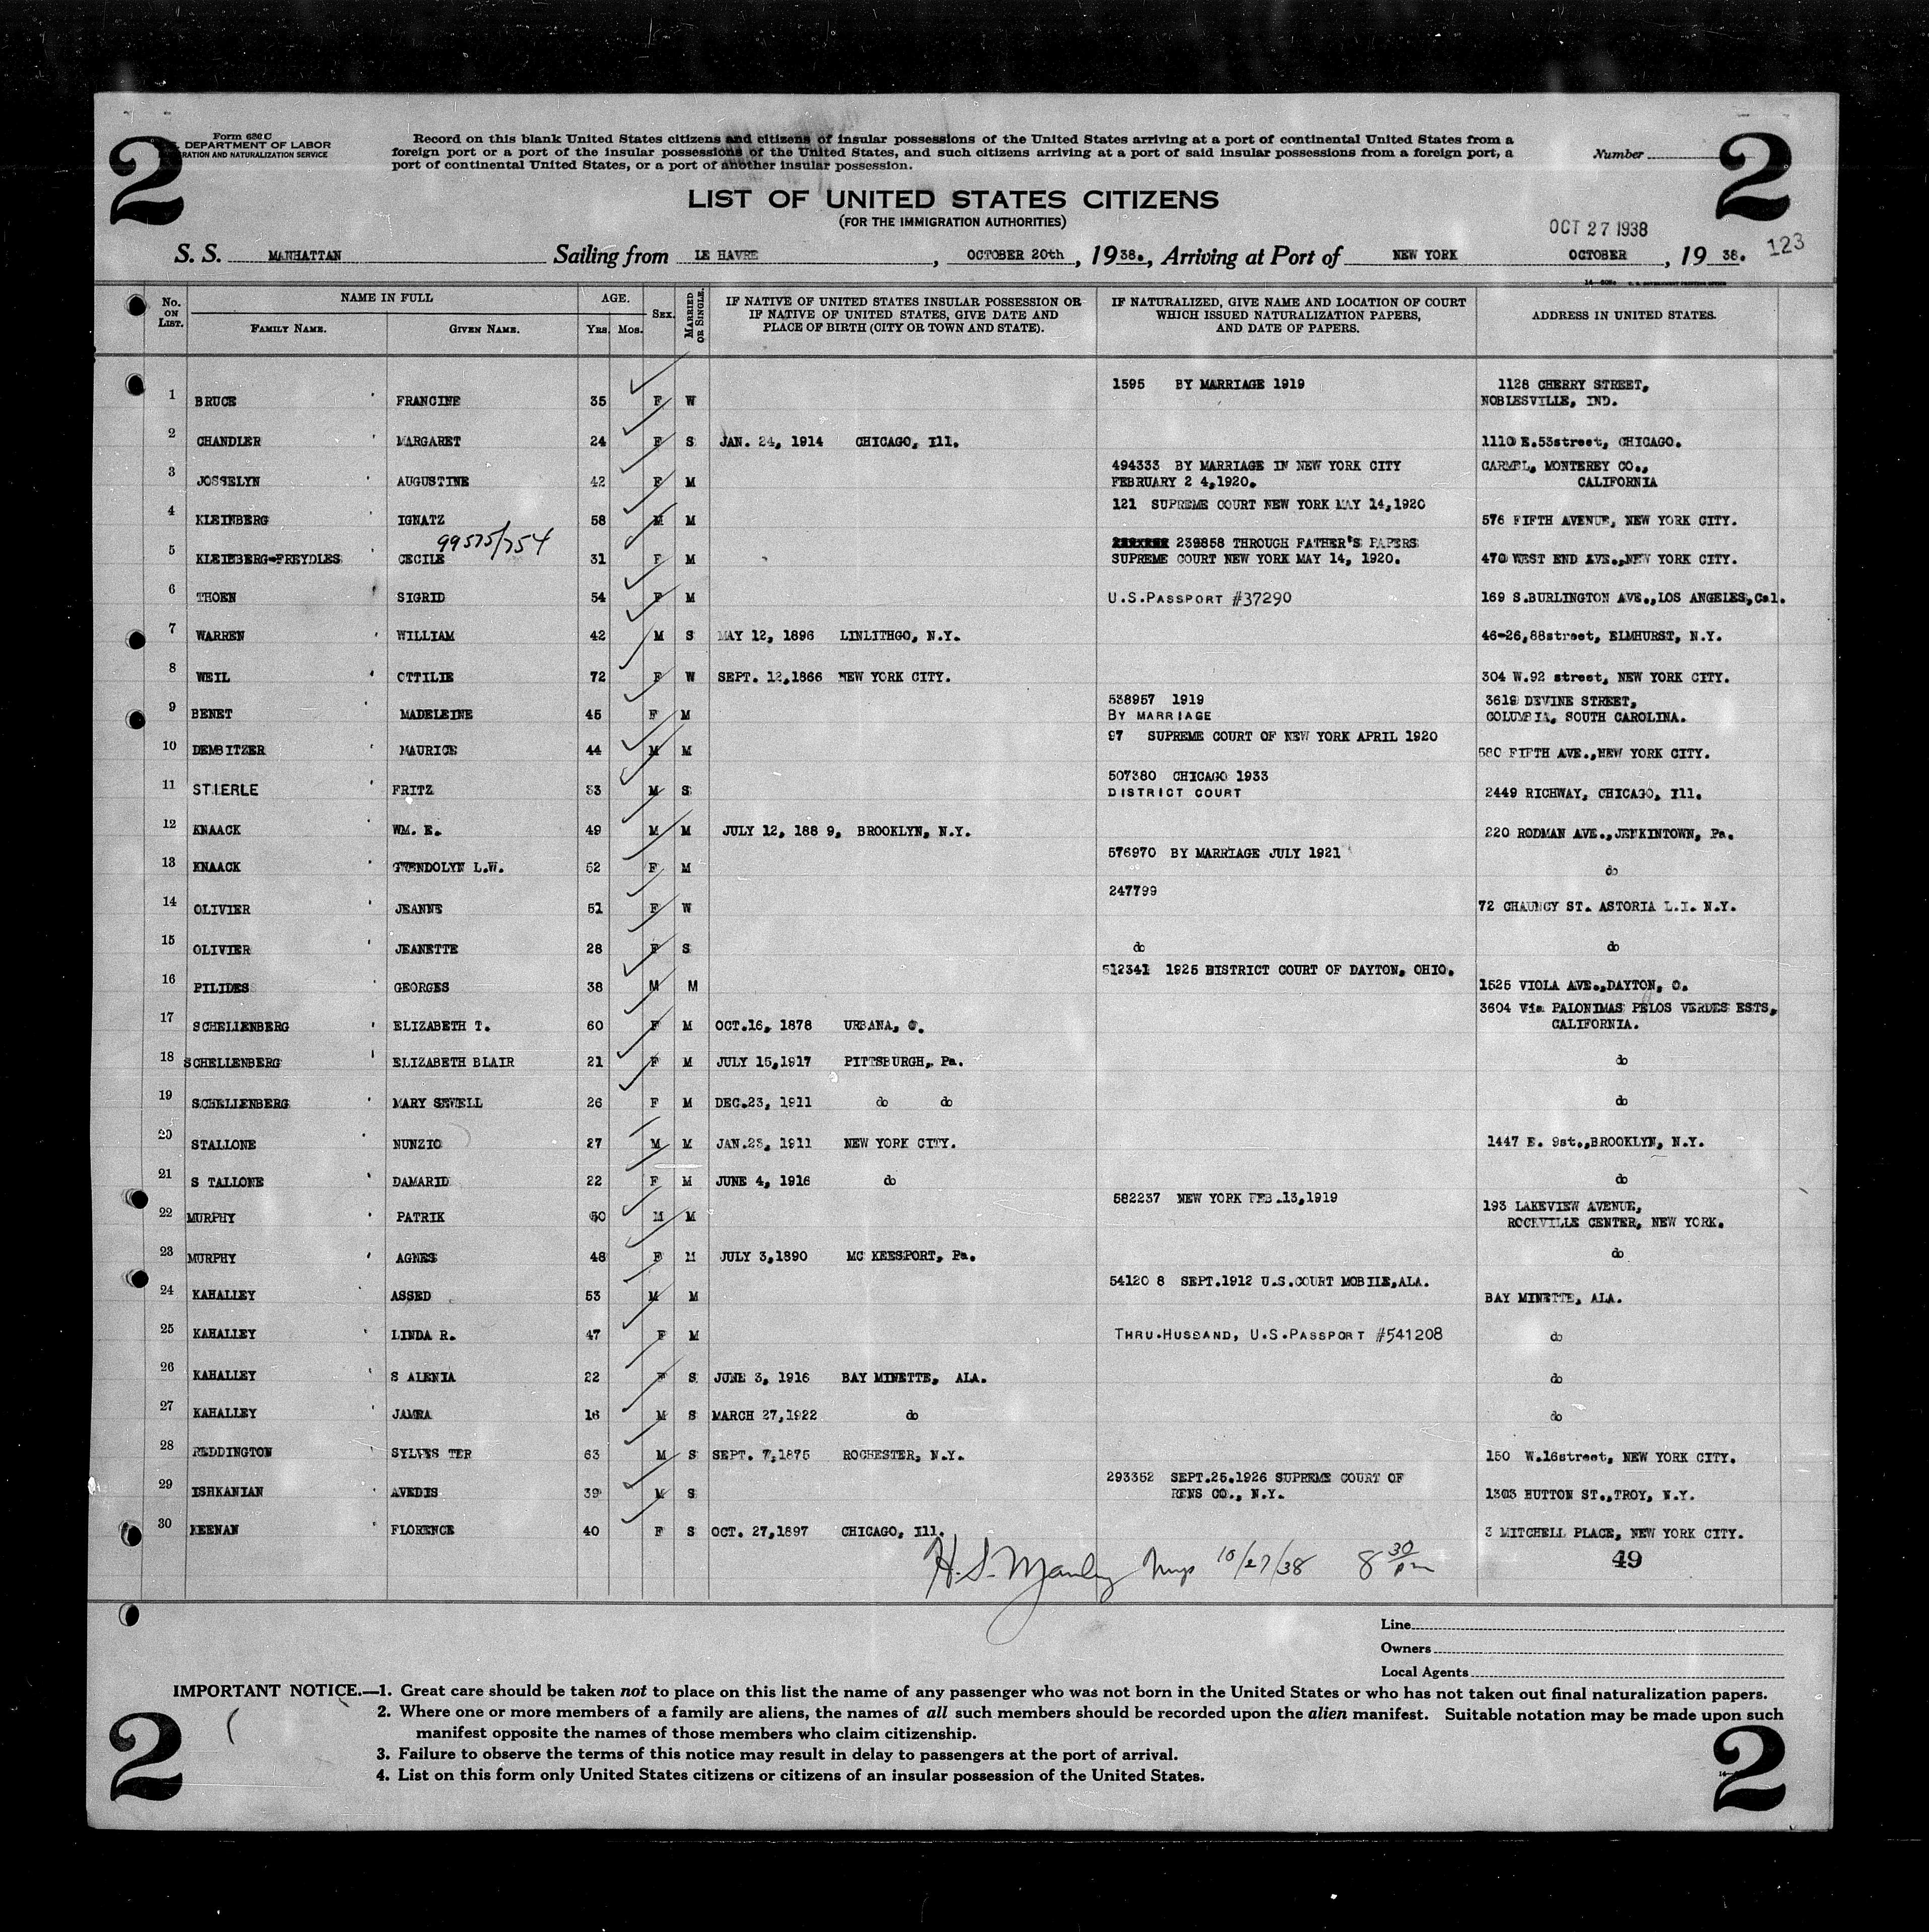 2
Form 630 C
DEPARTMENT OF LABOR
RATION AND NATURALIZATION SERVICE
Record on this blank United States citizens and citizens of insular possessions of the United States arriving at a port of continental United States from a
foreign port or a port of the insular possessions of the United States, and such citizens arriving at a port of said insular possessions from a foreign port, a
port of continental United States, or a port of another insular possession.
Number
2
LIST OF UNITED STATES CITIZENS
(FOR THE IMMIGRATION AUTHORITIES)
OCT 27 1938
S. S. MANHATTAN Sailing from LE HAVRE, OCTOBER 20th, 1938., Arriving at Port of NEW YORK OCTOBER, 19 38. 123
No. ON LIST. NAME IN FULL FAMILY NAME. GIVEN NAME. AGE. Yrs. Mos. SEX. MARRIED OR SINGLE. IF NATIVE OF UNITED STATES INSULAR POSSESSION OR IF NATIVE OF UNITED STATES, GIVE DATE AND PLACE OF BIRTH (CITY OR TOWN AND STATE). IF NATURALIZED, GIVE NAME AND LOCATION OF COURT WHICH ISSUED NATURALIZATION PAPERS, AND DATE OF PAPERS. ADDRESS IN UNITED STATES.
1 BRUCE FRANCINE 35 F W 1595 BY MARRIAGE 1919 1128 CHERRY STREET, NOBLESVILLE, IND.
2 CHANDLER MARGARET 24 F S JAN. 24, 1914 CHICAGO, Ill. 1110 E.53street, CHICAGO.
3 JOSSELYN AUGUSTINE 42 F M 494333 BY MARRIAGE IN NEW YORK CITY FEBRUARY 2 4,1920. CARMEL, MONTEREY CO., CALIFORNIA
4 KLEINBERG IGNATZ 58 M M 121 SUPREME COURT NEW YORK MAY 14,1920 576 FIFTH AVENUE, NEW YORK CITY.
99575/754
5 KLEIBBERG-FREYDLES CECILE 31 F M 239858 THROUGH FATHER'S PAPERS SUPREME COURT NEW YORK MAY 14, 1920. 470 WEST END AVE.,NEW YORK CITY.
6 THOEN SIGRID 54 F M U.S.PASSPORT #37290 169 S.BURLINGTON AVE.,LOS ANGELES,Cal.
7 WARREN WILLIAM 42 M S MAY 12, 1896 LINLITHGO, N.Y. 46-26,88street, ELMHURST, N.Y.
8 WEIL OTTILIE 72 F W SEPT. 12,1866 NEW YORK CITY. 304 W.92 street, NEW YORK CITY.
9 BENET MADELEINE 45 F M 538957 1919 BY MARRIAGE 3619 DEVINE STREET, COLUMBIA, SOUTH CAROLINA.
10 DEMBITZER MAURICE 44 M M 97 SUPREME COURT OF NEW YORK APRIL 1920 580 FIFTH AVE.,NEW YORK CITY.
11 STIERLE FRITZ 33 M S 507380 CHICAGO 1933 DISTRICT COURT 2449 RICHWAY, CHICAGO, Ill.
12 KNAACK WM. E. 49 M M JULY 12, 188 9, BROOKLYN, N.Y. 220 RODMAN AVE.,JENKINTOWN, Pa.
13 KNAACK GWENDOLYN L.W. 52 F M 576970 BY MARRIAGE JULY 1921 do
14 OLIVIER JEANNE 51 F W 247799 72 CHAUNCY ST. ASTORIA L.I. N.Y.
15 OLIVIER JEANETTE 28 F S do do
16 PILIDES GEORGES 38 M M 512341 1925 DISTRICT COURT OF DAYTON, OHIO. 1525 VIOLA AVE.,DAYTON, O.
17 SCHELLENBERG ELIZABETH T. 60 F M OCT.16, 1878 URBANA, O. 3604 Via PALONIMAS PELOS VERDES ESTS, CALIFORNIA.
18 SCHELLENBERG ELIZABETH BLAIR 21 F M JULY 15,1917 PITTSBURGH, Pa. do
19 SCHELLENBERG MARY SEWELL 26 F M DEC.23, 1911 do do do
20 STALLONE NUNZIO 27 M M JAN.23, 1911 NEW YORK CITY. 1447 E. 9st.,BROOKLYN, N.Y.
21 S TALLONE DAMARID 22 F M JUNE 4, 1916 do do
22 MURPHY PATRIK 50 M M 582237 NEW YORK FEB.13,1919 193 LAKEVIEW AVENUE, ROCKVILLE CENTER, NEW YORK.
23 MURPHY AGNES 48 F M JULY 3,1890 MC KEESPORT, Pa. do
24 KAHALLEY ASSED 53 M M 54120 8 SEPT.1912 U.S.COURT MOBILE,ALA. BAY MINETTE, ALA.
25 KAHALLEY LINDA R. 47 F M THRU.HUSBAND, U.S.PASSPORT #541208 do
26 KAHALLEY S ALENIA 22 F S JUNE 3, 1916 BAY MINETTE, ALA. do
27 KAHALLEY JAMRA 16 M S MARCH 27,1922 do do
28 REDDINGTON SYLVES TER 63 M S SEPT. 7,1875 ROCHESTER, N.Y. 150 W.16street, NEW YORK CITY.
29 ISHKANIAN AVEDIS 39 M S 293352 SEPT.25.1926 SUPREME COURT OF RENS CO., N.Y. 1303 HUTTON ST.,TROY, N.Y.
30 KEENAN FLORENCE 40 F S OCT. 27,1897 CHICAGO, Ill. 3 MITCHELL PLACE, NEW YORK CITY.
H.S. Manley 10/27/38 8 30 pm 49
Line
Owners
Local Agents
IMPORTANT NOTICE.—1. Great care should be taken not to place on this list the name of any passenger who was not born in the United States or who has not taken out final naturalization papers.
2. Where one or more members of a family are aliens, the names of all such members should be recorded upon the alien manifest. Suitable notation may be made upon such
manifest opposite the names of those members who claim citizenship.
3. Failure to observe the terms of this notice may result in delay to passengers at the port of arrival.
4. List on this form only United States citizens or citizens of an insular possession of the United States.
2
2